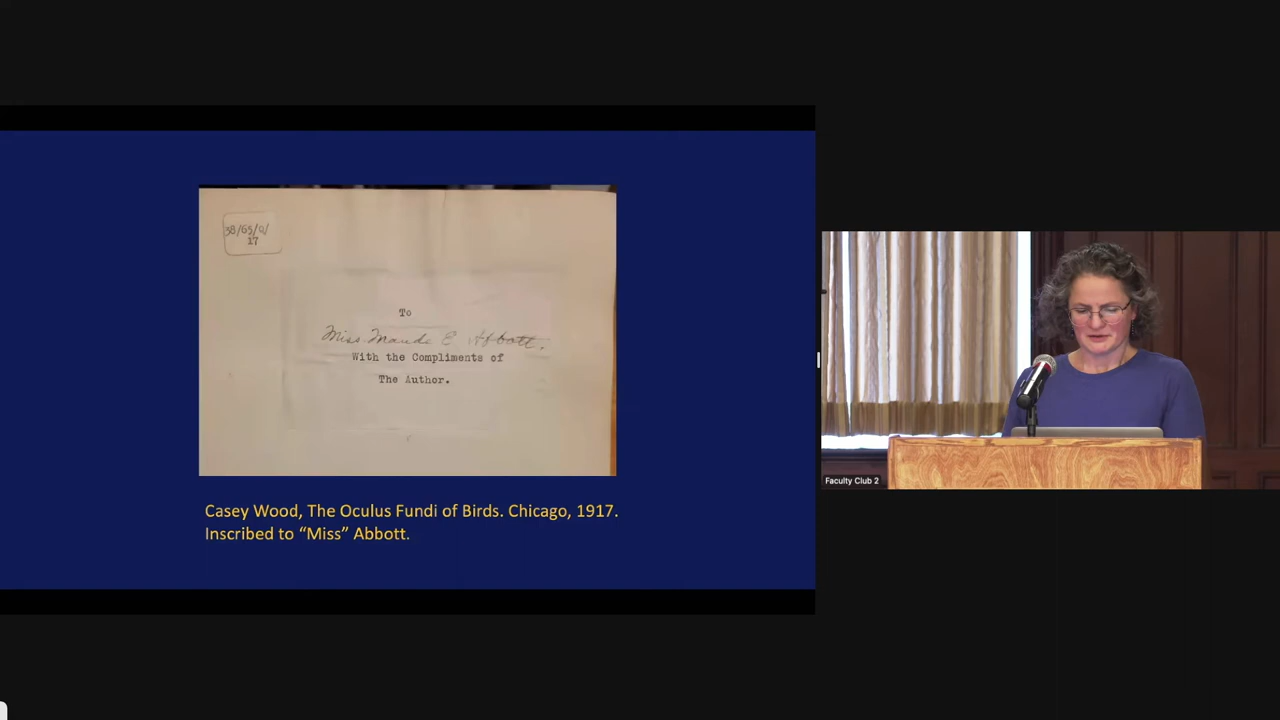 38/65/0/
17
To
Miss Maude E Abbott.
With the Compliments of
The Author.
Casey Wood, The Oculus Fundi of Birds. Chicago, 1917.
Inscribed to “Miss” Abbott.
Faculty Club 2